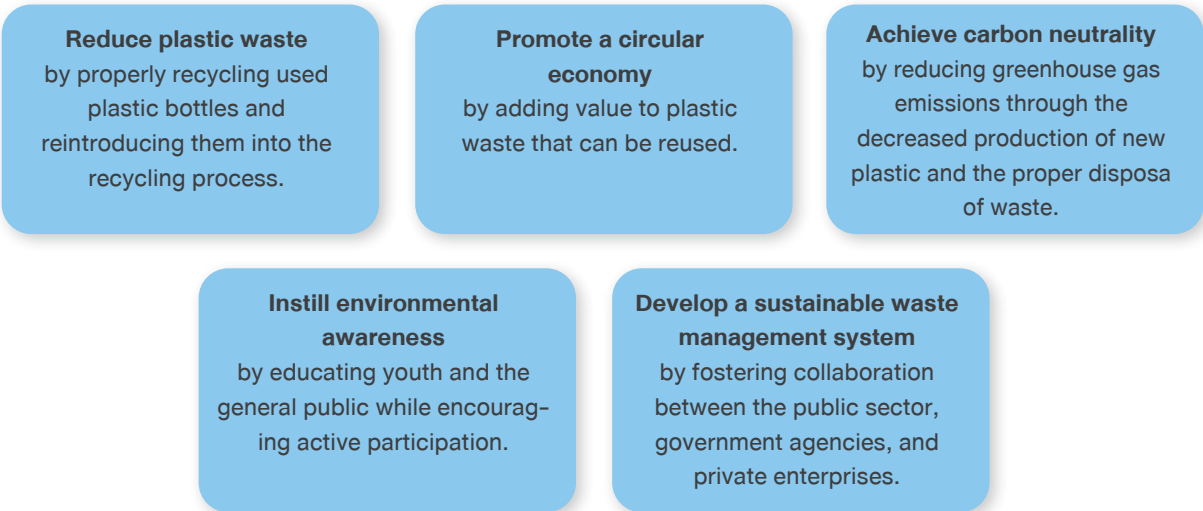 Reduce plastic waste
by properly recycling used
plastic bottles and
reintroducing them into the
recycling process.
Promote a circular
economy
by adding value to plastic
waste that can be reused.
Achieve carbon neutrality
by reducing greenhouse gas
emissions through the
decreased production of new
plastic and the proper disposa
of waste.
Instill environmental
awareness
by educating youth and the
general public while encourag-
ing active participation.
Develop a sustainable waste
management system
by fostering collaboration
between the public sector,
government agencies, and
private enterprises.